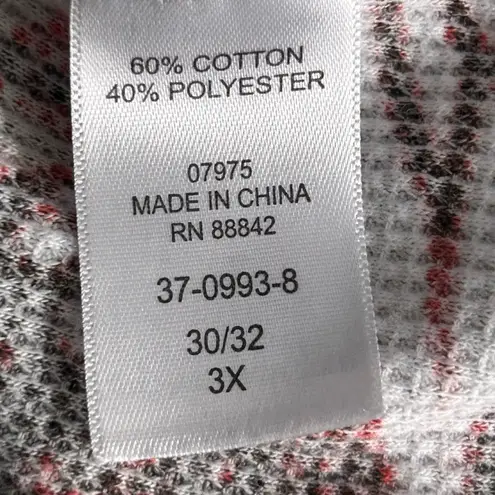 60% COTTON
40% POLYESTER
07975
MADE IN CHINA
RN 88842
37-0993-8
30/32
3X